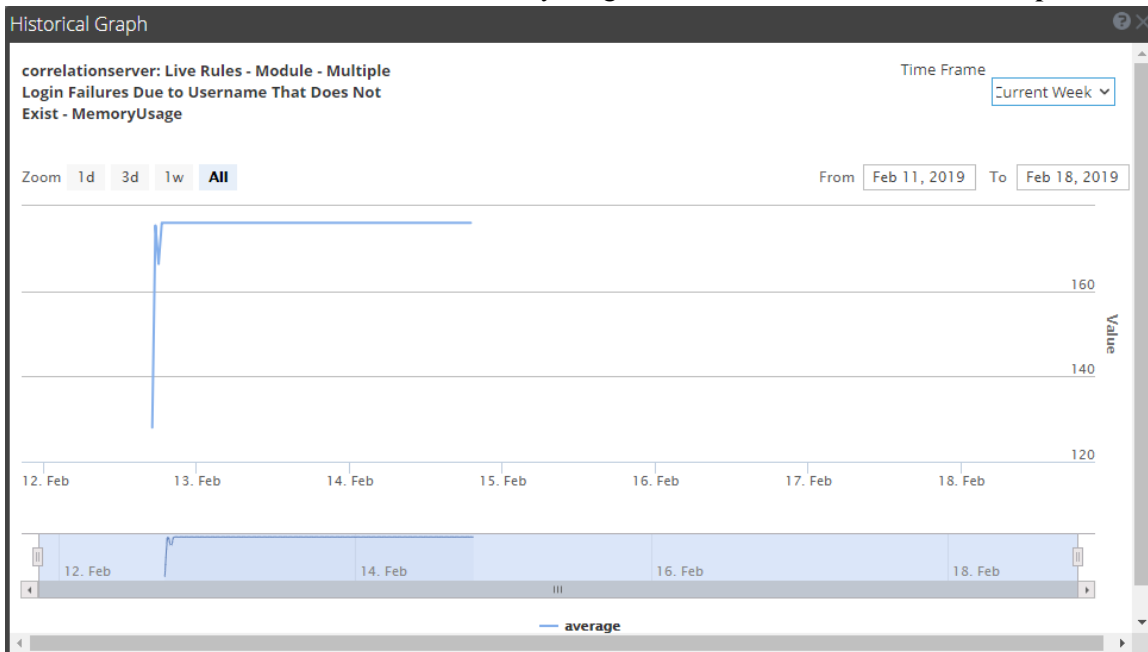 Historical Graph
correlationserver: Live Rules - Module - Multiple
Login Failures Due to Username That Does Not
Exist - MemoryUsage
Time Frame
Current Week
Zoom 1d 3d 1w All
From Feb 11, 2019 To Feb 18, 2019
160
Value
140
120
12. Feb 13. Feb 14. Feb 15. Feb 16. Feb 17. Feb 18. Feb
12. Feb 14. Feb 16. Feb 18. Feb
average